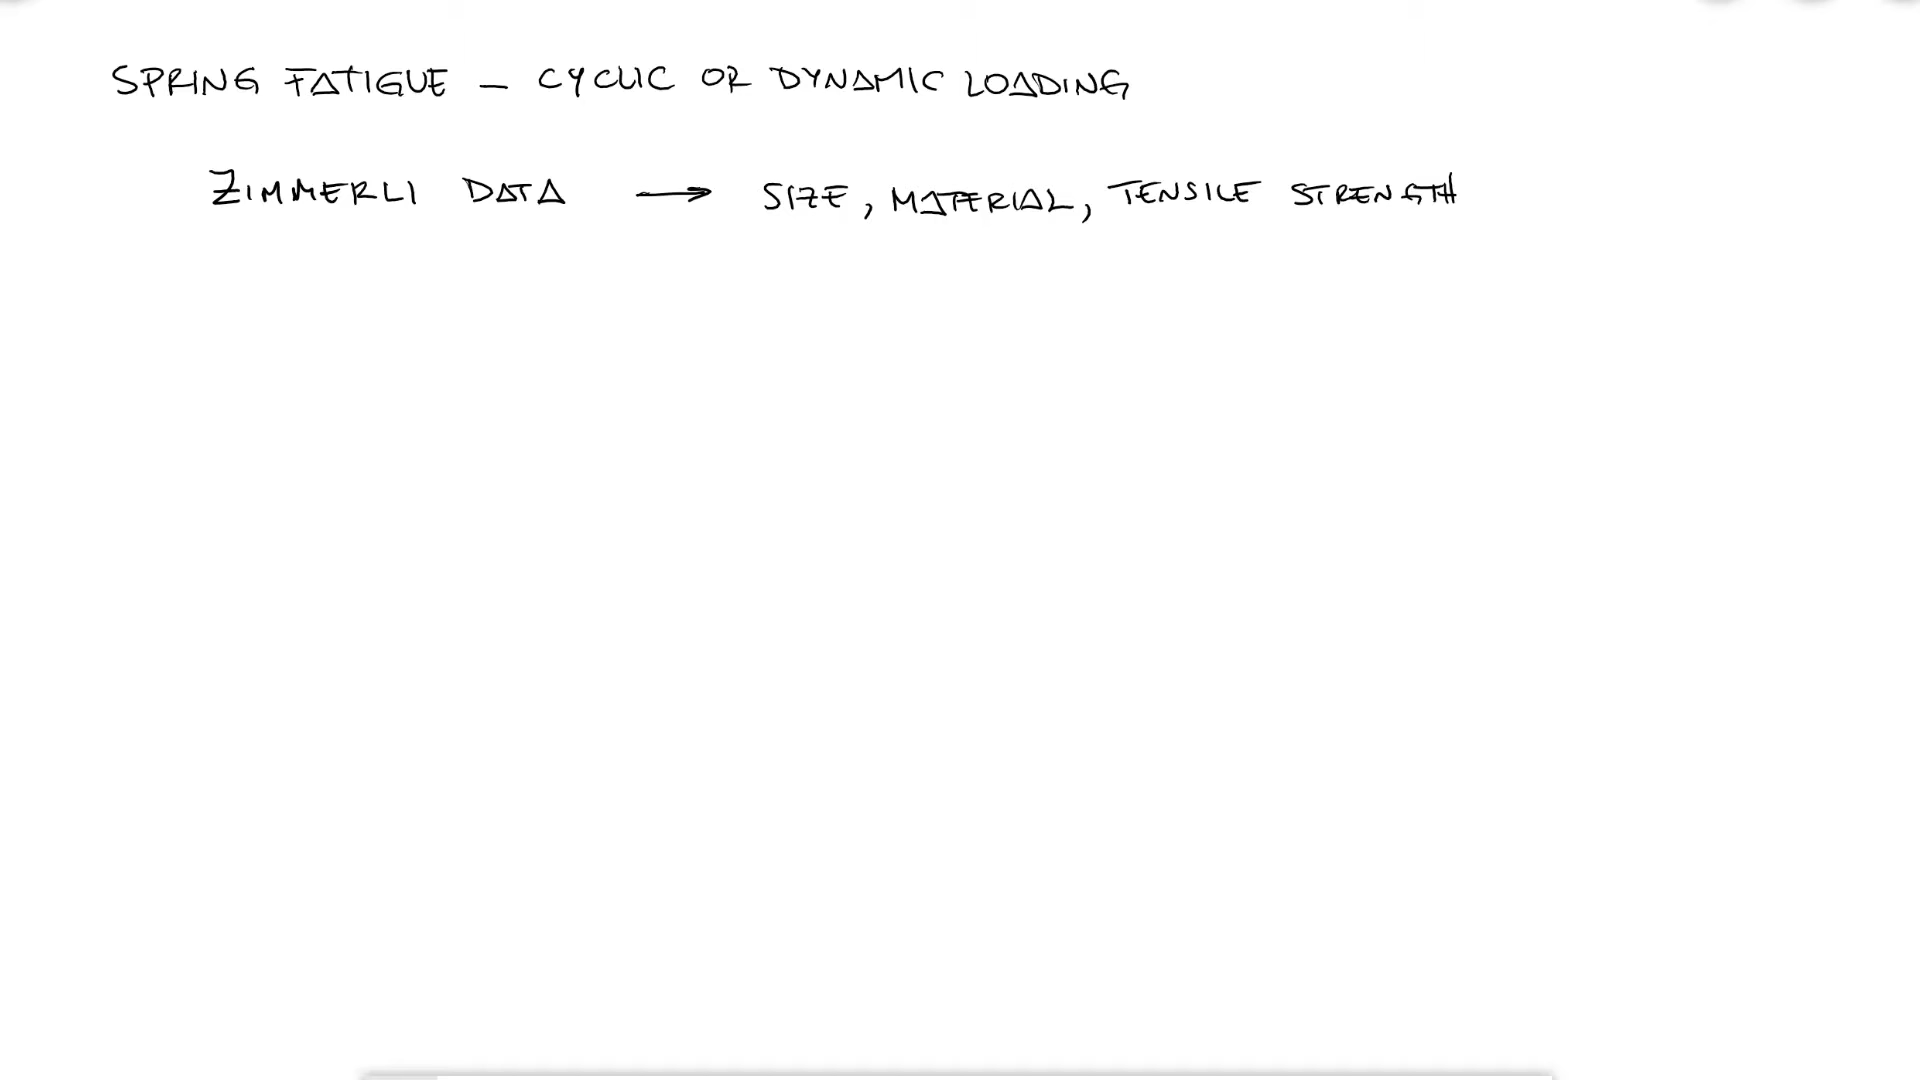 SPRING FATIGUE – CYCLIC OR DYNAMIC LOADING
ZIMMERLI DATA → SIZE, MATERIAL, TENSILE STRENGTH